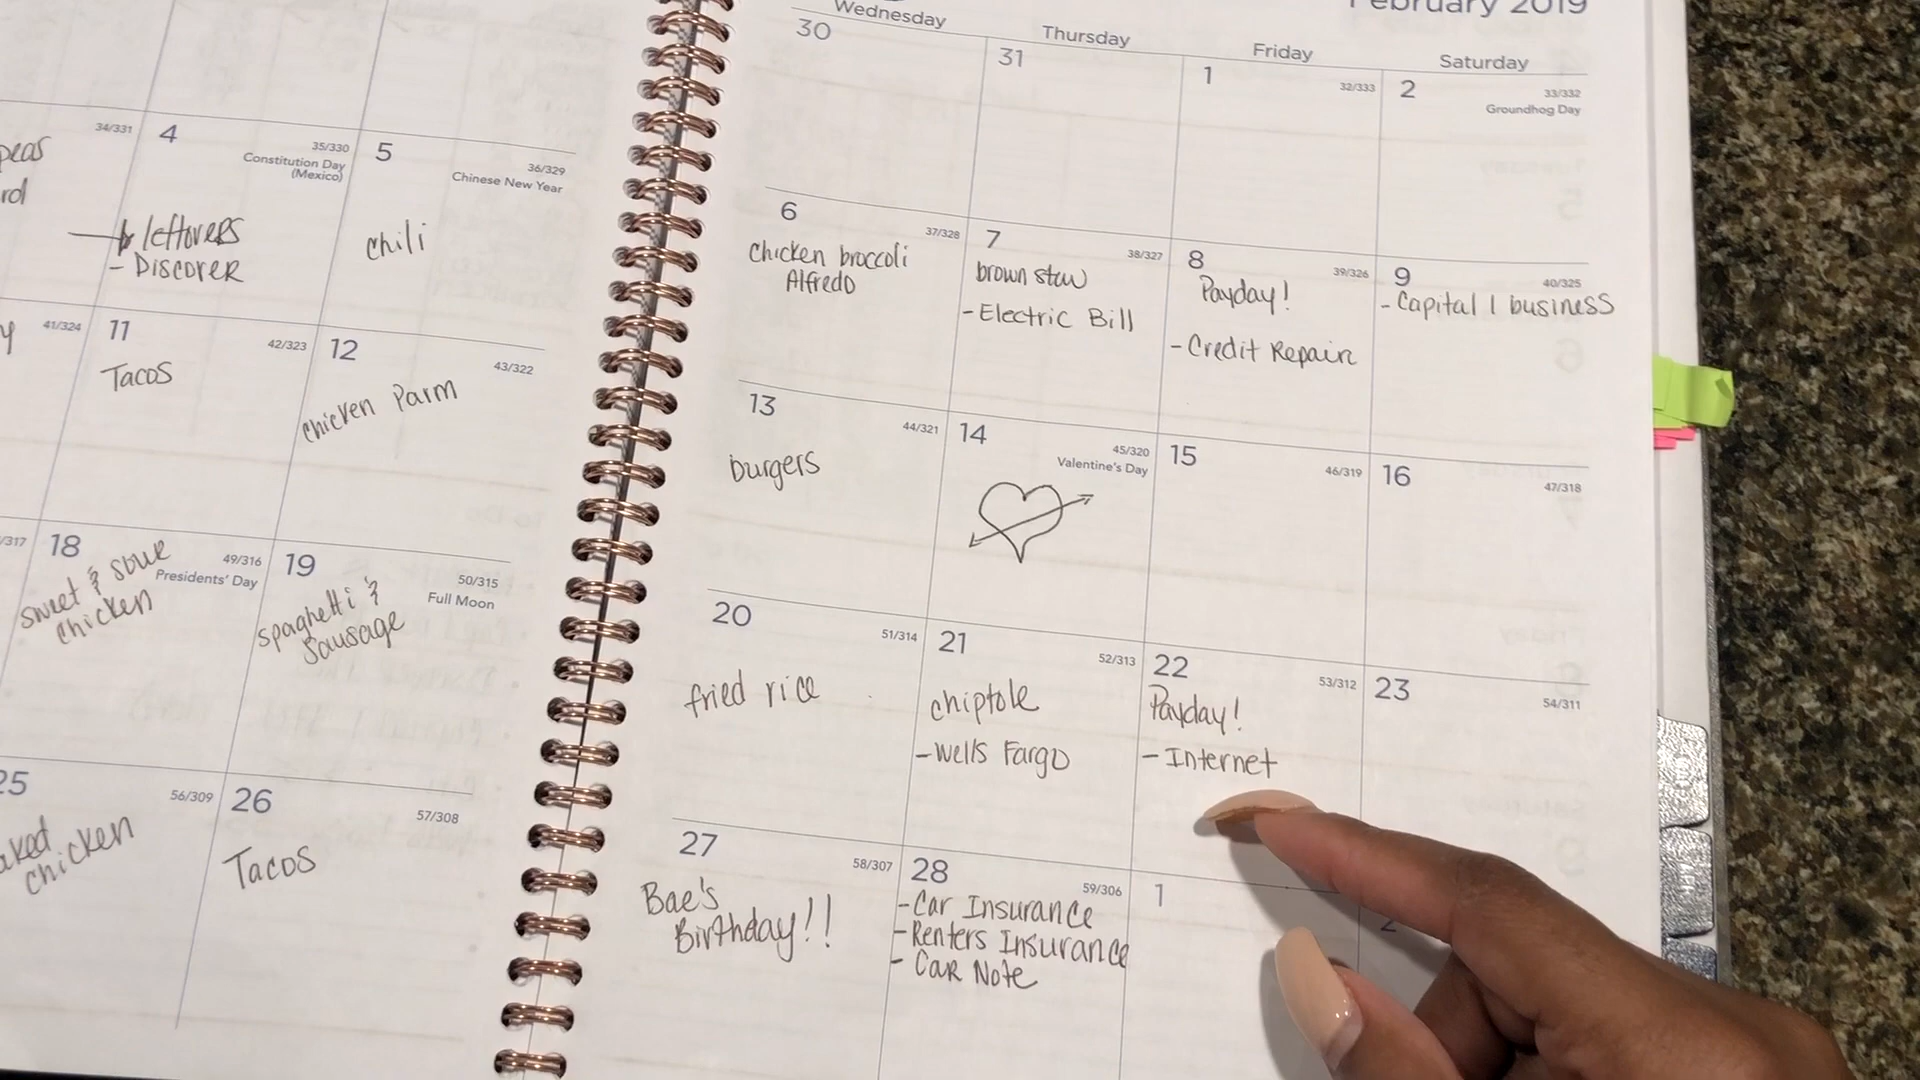 February 2019
Wednesday
Thursday
Friday
Saturday
30
31
1
32/333
2
33/332
Groundhog Day
peas
rol
34/331
4
35/330
Constitution Day
(Mexico)
leftovers
- Discover
5
36/329
Chinese New Year
chili
6
37/328
Chicken broccoli
Alfredo
7
38/327
brown stew
- Electric Bill
8
39/326
Payday!
- Credit Repair
9
40/325
- Capital 1 business
y
41/324
11
42/323
Tacos
12
43/322
chicken Parm
13
44/321
burgers
14
45/320
Valentine's Day
15
46/319
16
47/318
/317
18
49/316
Presidents' Day
sweet & sour
chicken
19
50/315
Full Moon
spaghetti &
sausage
20
51/314
fried rice
21
52/313
chiptole
- Wells Fargo
22
53/312
Payday!
- Internet
23
54/311
25
56/309
aked
chicken
26
57/308
Tacos
27
58/307
Bae's
Birthday!!
28
59/306
- Car Insurance
- Renters Insurance
- Car Note
1
2